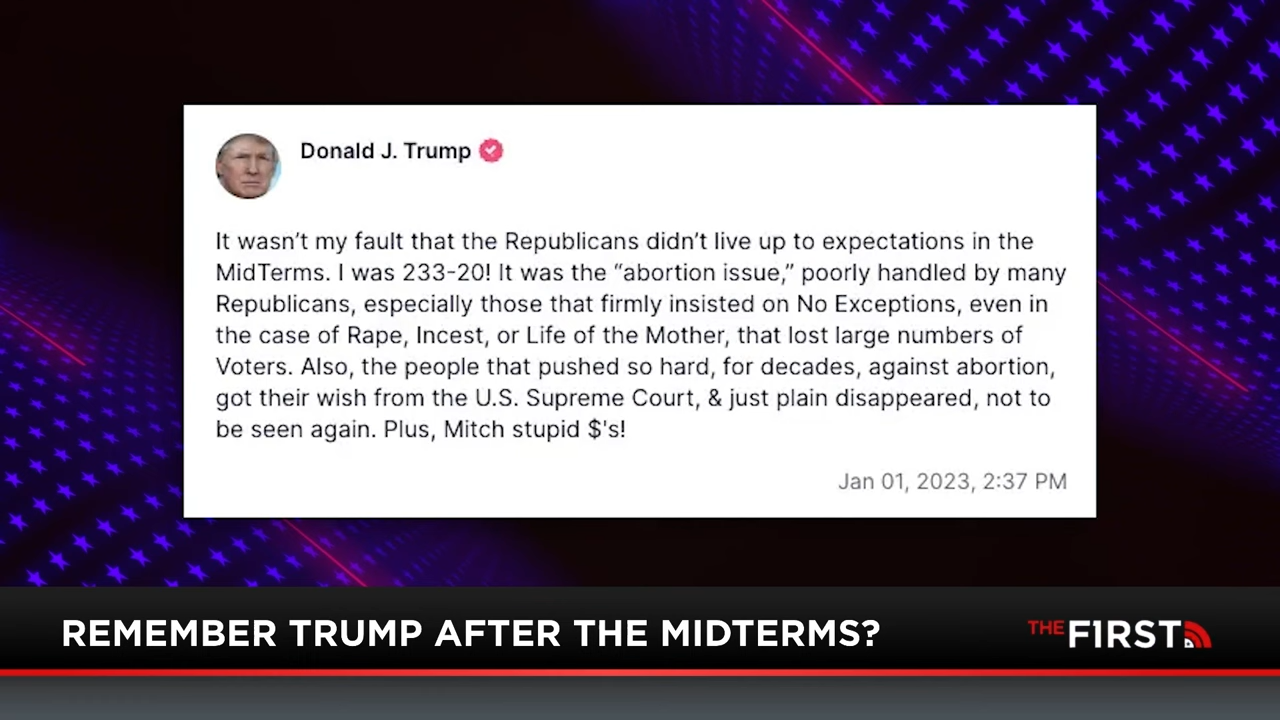 Donald J. Trump
It wasn't my fault that the Republicans didn't live up to expectations in the
MidTerms. I was 233-20! It was the “abortion issue,” poorly handled by many
Republicans, especially those that firmly insisted on No Exceptions, even in
the case of Rape, Incest, or Life of the Mother, that lost large numbers of
Voters. Also, the people that pushed so hard, for decades, against abortion,
got their wish from the U.S. Supreme Court, & just plain disappeared, not to
be seen again. Plus, Mitch stupid $'s!
Jan 01, 2023, 2:37 PM
REMEMBER TRUMP AFTER THE MIDTERMS?
THE F1RST